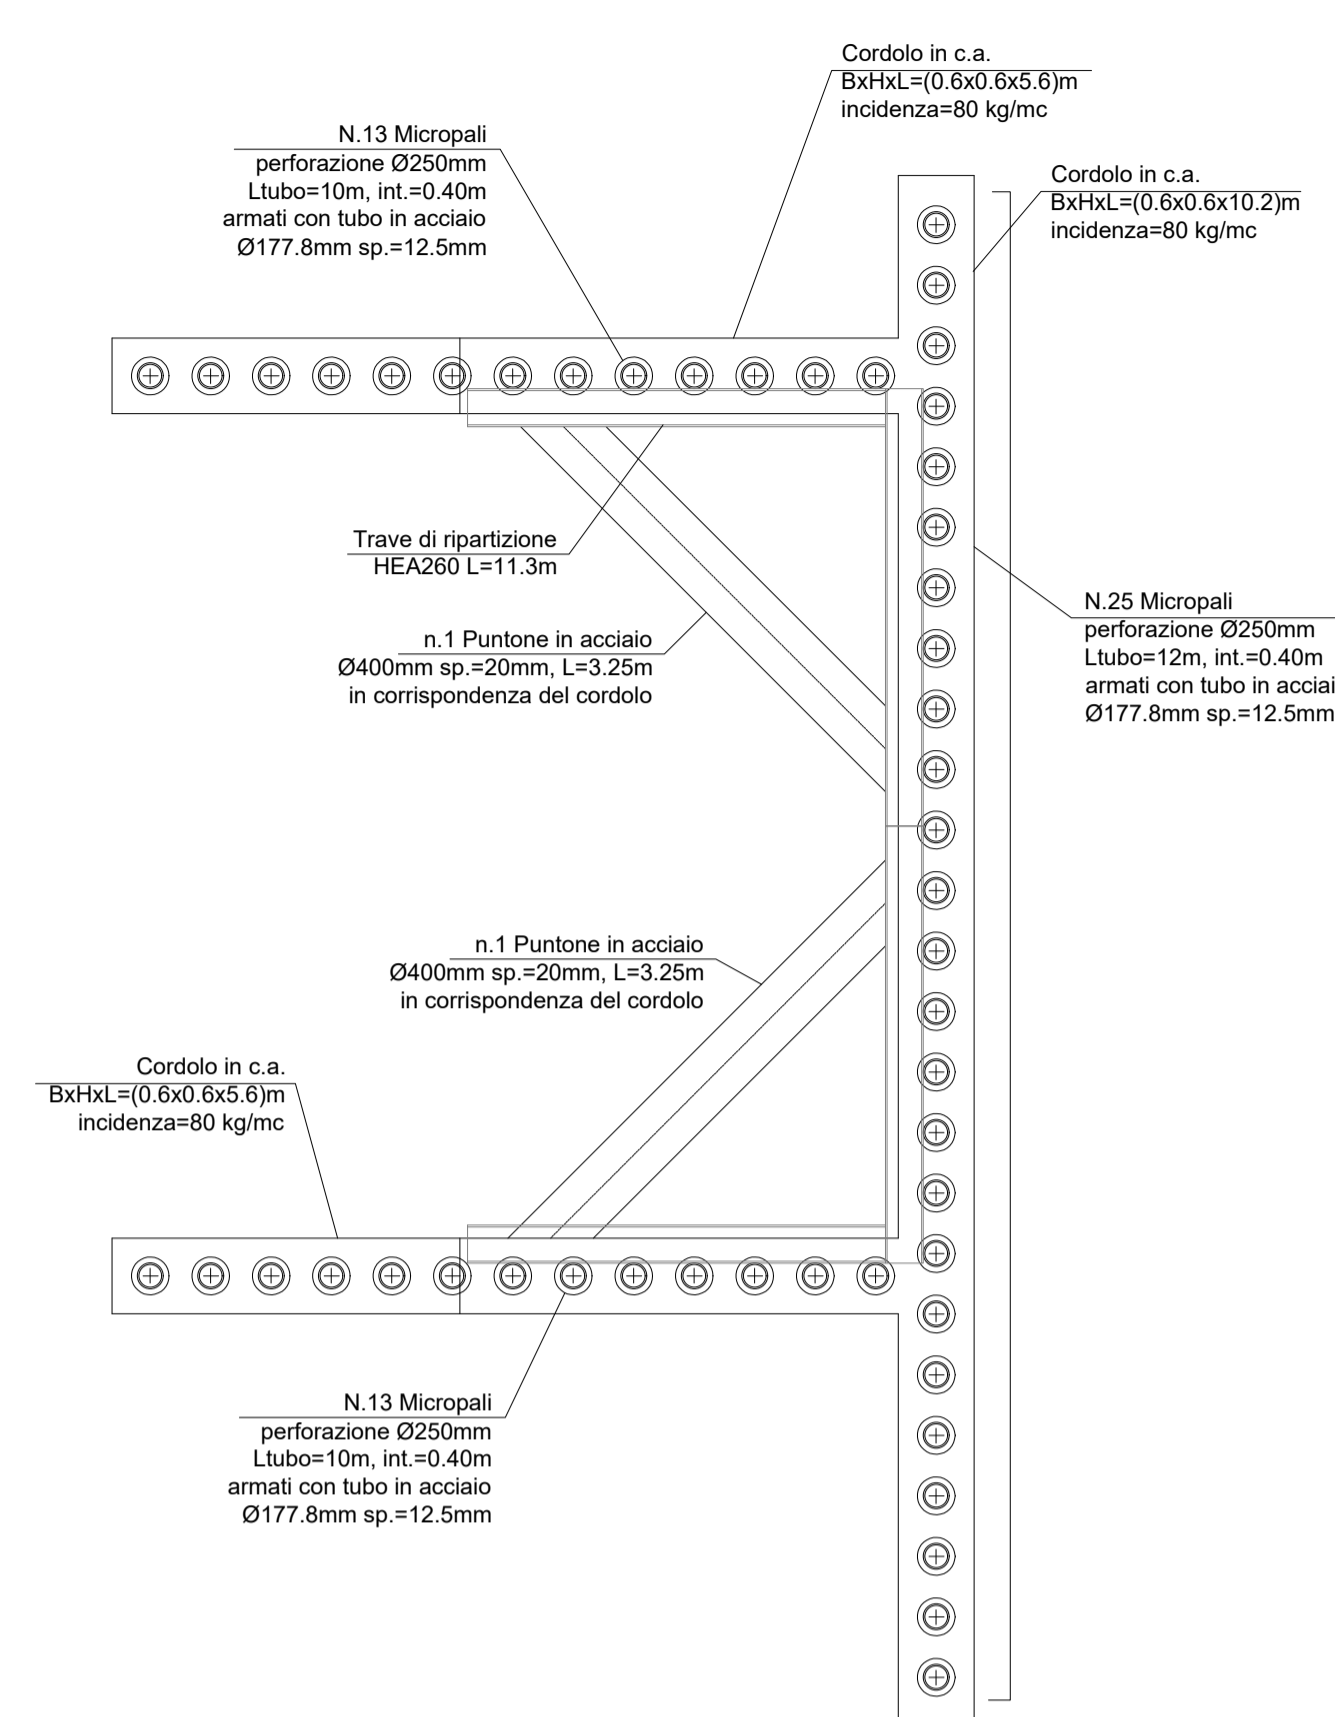 Cordolo in c.a.
BxHxL=(0.6x0.6x5.6)m
incidenza=80 kg/mc
N.13 Micropali
perforazione Ø250mm
Ltubo=10m, int.=0.40m
armati con tubo in acciaio
Ø177.8mm sp.=12.5mm
Cordolo in c.a.
BxHxL=(0.6x0.6x10.2)m
incidenza=80 kg/mc
Trave di ripartizione
HEA260 L=11.3m
N.25 Micropali
perforazione Ø250mm
Ltubo=12m, int.=0.40m
armati con tubo in acciai
Ø177.8mm sp.=12.5mm
n.1 Puntone in acciaio
Ø400mm sp.=20mm, L=3.25m
in corrispondenza del cordolo
n.1 Puntone in acciaio
Ø400mm sp.=20mm, L=3.25m
in corrispondenza del cordolo
Cordolo in c.a.
BxHxL=(0.6x0.6x5.6)m
incidenza=80 kg/mc
N.13 Micropali
perforazione Ø250mm
Ltubo=10m, int.=0.40m
armati con tubo in acciaio
Ø177.8mm sp.=12.5mm